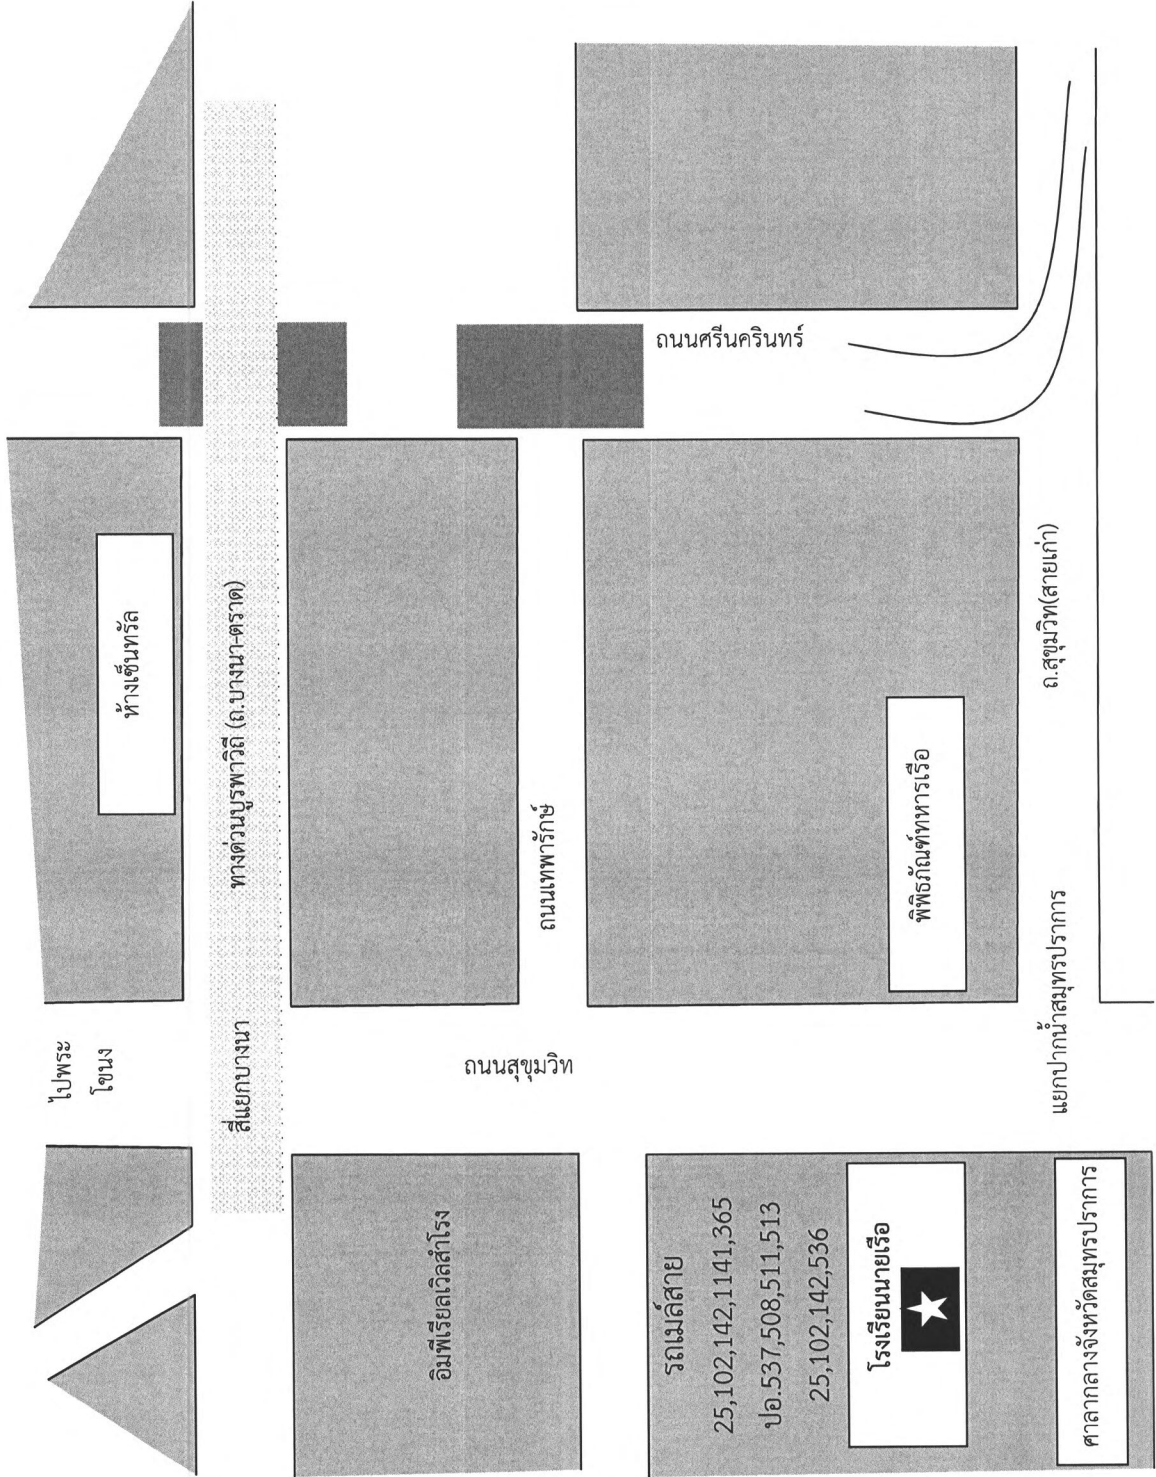 ห้างเซ็นทรัล
ไปพระ
โขนง
สี่แยกบางนา
ทางด่วนบูรพาวิถี (ถ.บางนา-ตราด)
ถนนศรีนครินทร์
ถนนเทพารักษ์
ถนนสุขุมวิท
อิมพีเรียลเวิลสำโรง
รถเมล์สาย
25,102,142,1141,365
ปอ.537,508,511,513
25,102,142,536
โรงเรียนนายเรือ
พิพิธภัณฑ์ทหารเรือ
ถ.สุขุมวิท(สายเก่า)
แยกปากน้ำสมุทรปราการ
ศาลากลางจังหวัดสมุทรปราการ